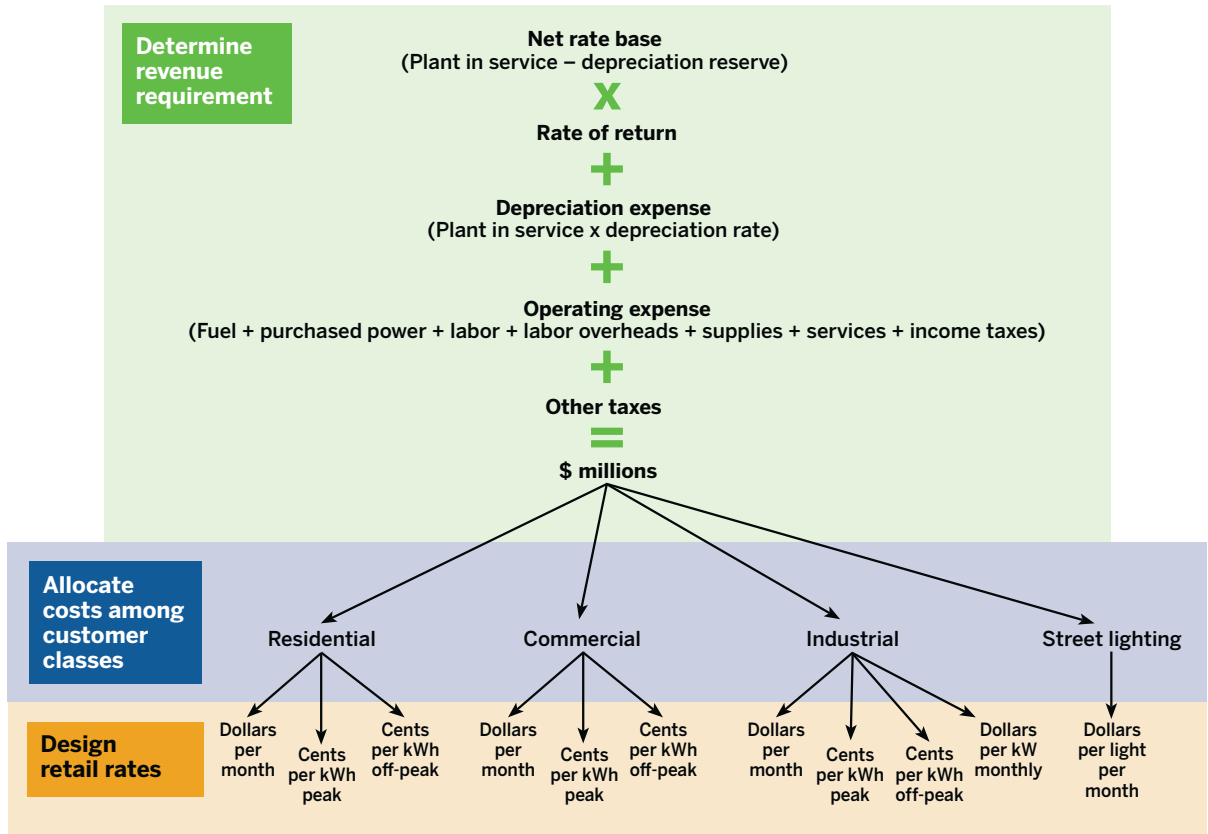 Determine
revenue
requirement
Net rate base
(Plant in service – depreciation reserve)
x
Rate of return
+
Depreciation expense
(Plant in service x depreciation rate)
+
Operating expense
(Fuel + purchased power + labor + labor overheads + supplies + services + income taxes)
+
Other taxes
=
$ millions
Allocate
costs among
customer
classes
Residential
Commercial
Industrial
Street lighting
Design
retail rates
Dollars
per
month
Cents
per kWh
peak
Cents
per kWh
off-peak
Dollars
per
month
Cents
per kWh
peak
Cents
per kWh
off-peak
Dollars
per
month
Cents
per kWh
peak
Cents
per kWh
off-peak
Dollars
per kW
monthly
Dollars
per light
per
month